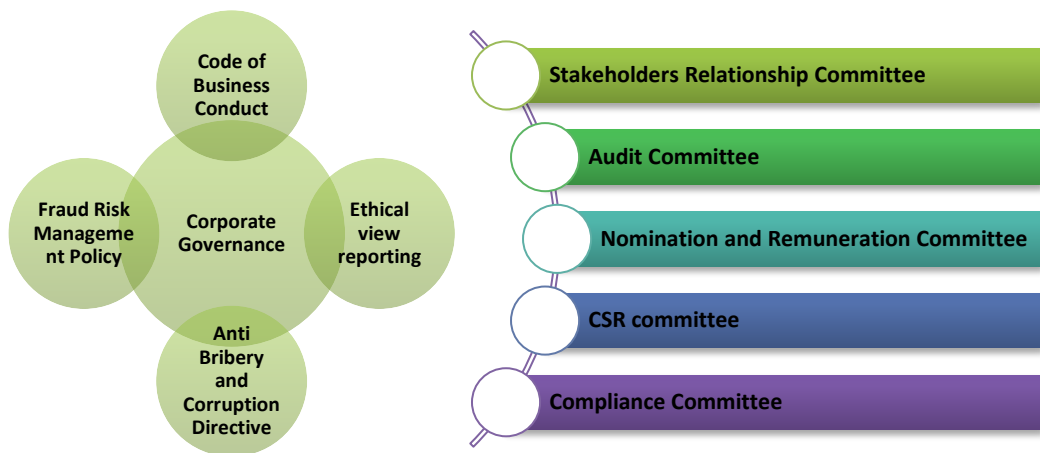 Code of
Business
Conduct
Fraud Risk
Manageme
nt Policy
Corporate
Governance
Ethical
view
reporting
Anti
Bribery
and
Corruption
Directive
Stakeholders Relationship Committee
Audit Committee
Nomination and Remuneration Committee
CSR committee
Compliance Committee